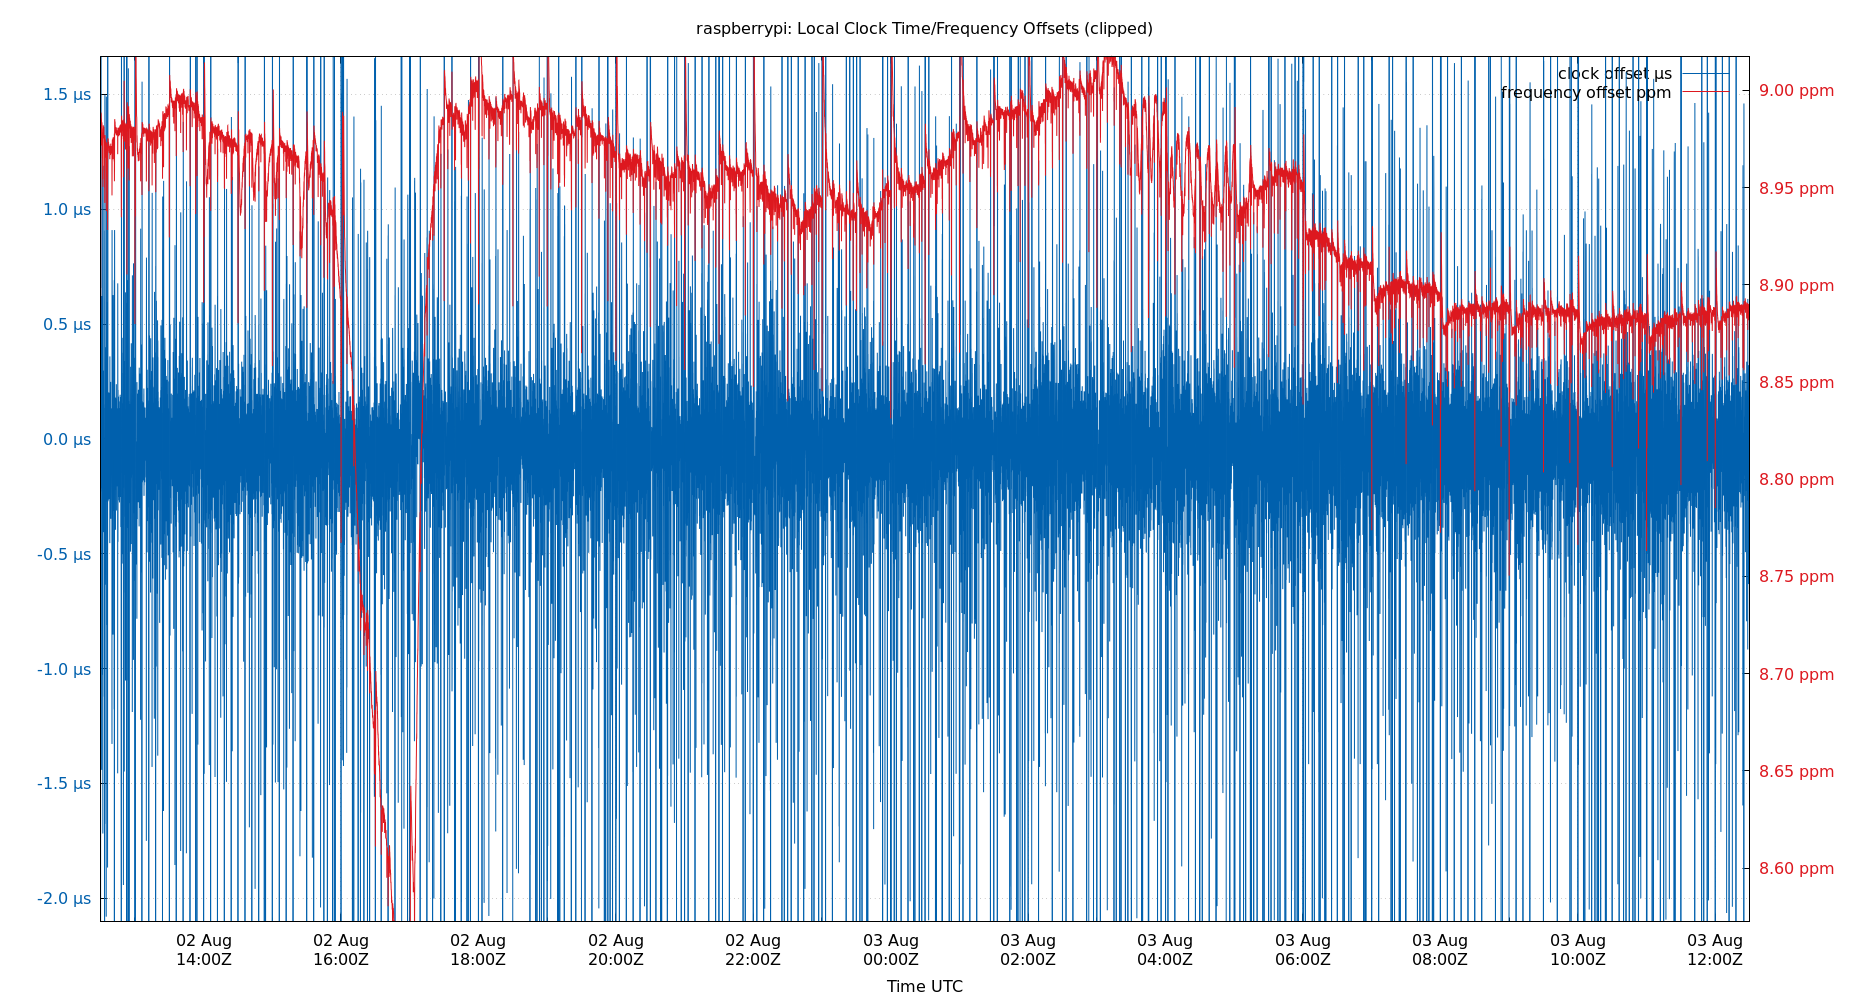 raspberrypi: Local Clock Time/Frequency Offsets (clipped)
clock offset µs
frequency offset ppm
1.5 µs
1.0 µs
0.5 µs
0.0 µs
-0.5 µs
-1.0 µs
-1.5 µs
-2.0 µs
9.00 ppm
8.95 ppm
8.90 ppm
8.85 ppm
8.80 ppm
8.75 ppm
8.70 ppm
8.65 ppm
8.60 ppm
02 Aug 02 Aug 02 Aug 02 Aug 02 Aug 03 Aug 03 Aug 03 Aug 03 Aug 03 Aug 03 Aug 03 Aug
14:00Z 16:00Z 18:00Z 20:00Z 22:00Z 00:00Z 02:00Z 04:00Z 06:00Z 08:00Z 10:00Z 12:00Z
Time UTC